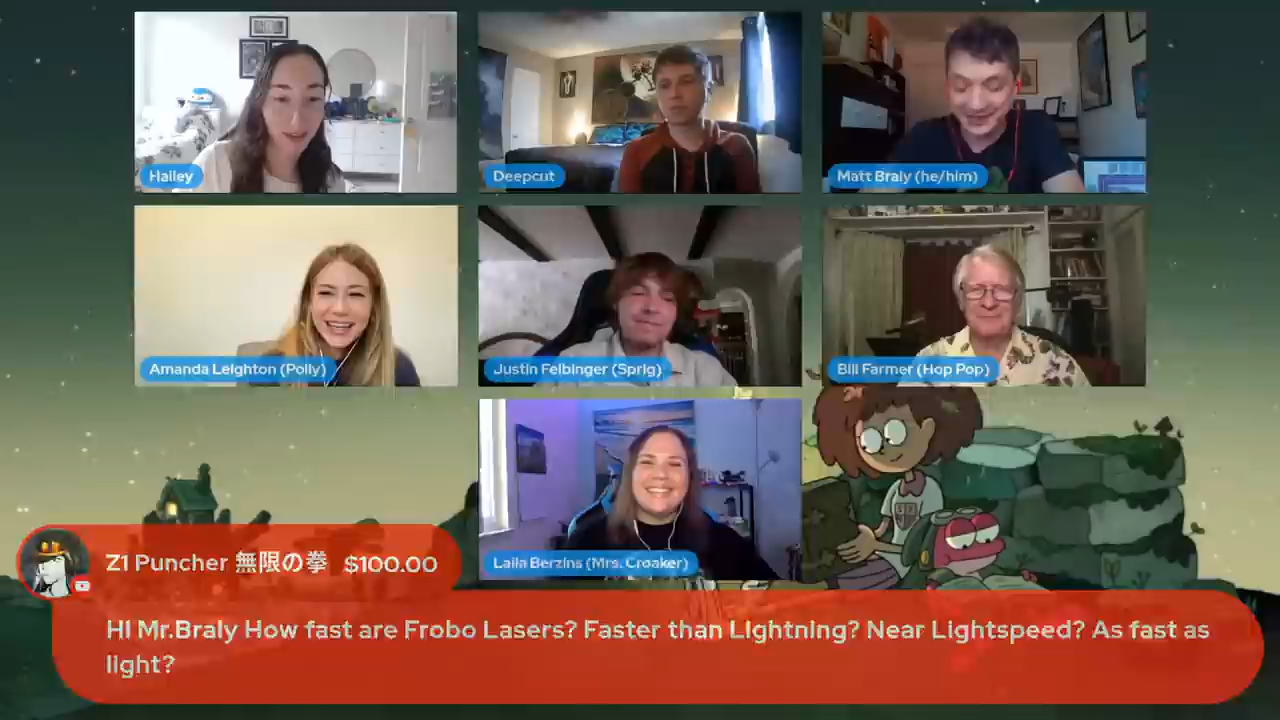 Hailey
Deepcut
Matt Braly (he/him)
Amanda Leighton (Polly)
Justin Felbinger (Sprig)
Bill Farmer (Hop Pop)
Laila Berzins (Mrs. Croaker)
Z1 Puncher 無限の拳 $100.00
Hi Mr.Braly How fast are Frobo Lasers? Faster than Lightning? Near Lightspeed? As fast as
light?